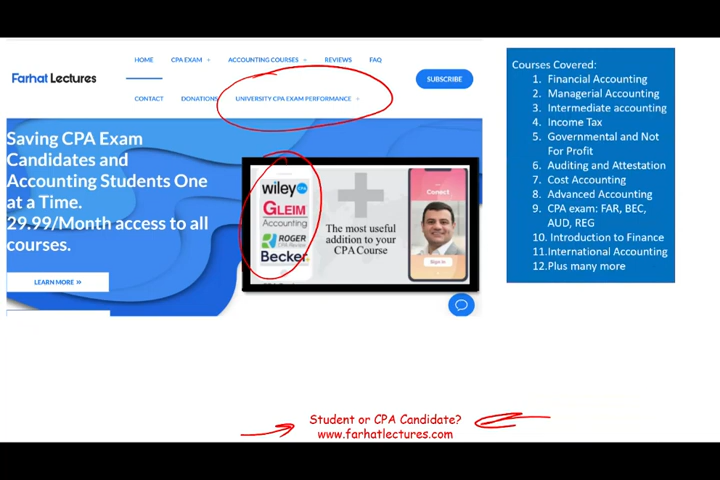 Farhat Lectures
HOME
CPA EXAM
ACCOUNTING COURSES
REVIEWS
FAQ
SUBSCRIBE
CONTACT
DONATIONS
UNIVERSITY CPA EXAM PERFORMANCE
Saving CPA Exam
Candidates and
Accounting Students One
at a Time.
29.99/Month access to all
courses.
LEARN MORE »
wiley CPA
GLEIM
Accounting
ROGER
CPA Review
Becker
The most useful
addition to your
CPA Course
Conect
Sign in
Courses Covered:
1. Financial Accounting
2. Managerial Accounting
3. Intermediate accounting
4. Income Tax
5. Governmental and Not
For Profit
6. Auditing and Attestation
7. Cost Accounting
8. Advanced Accounting
9. CPA exam: FAR, BEC,
AUD, REG
10. Introduction to Finance
11.International Accounting
12.Plus many more
Student or CPA Candidate?
www.farhatlectures.com